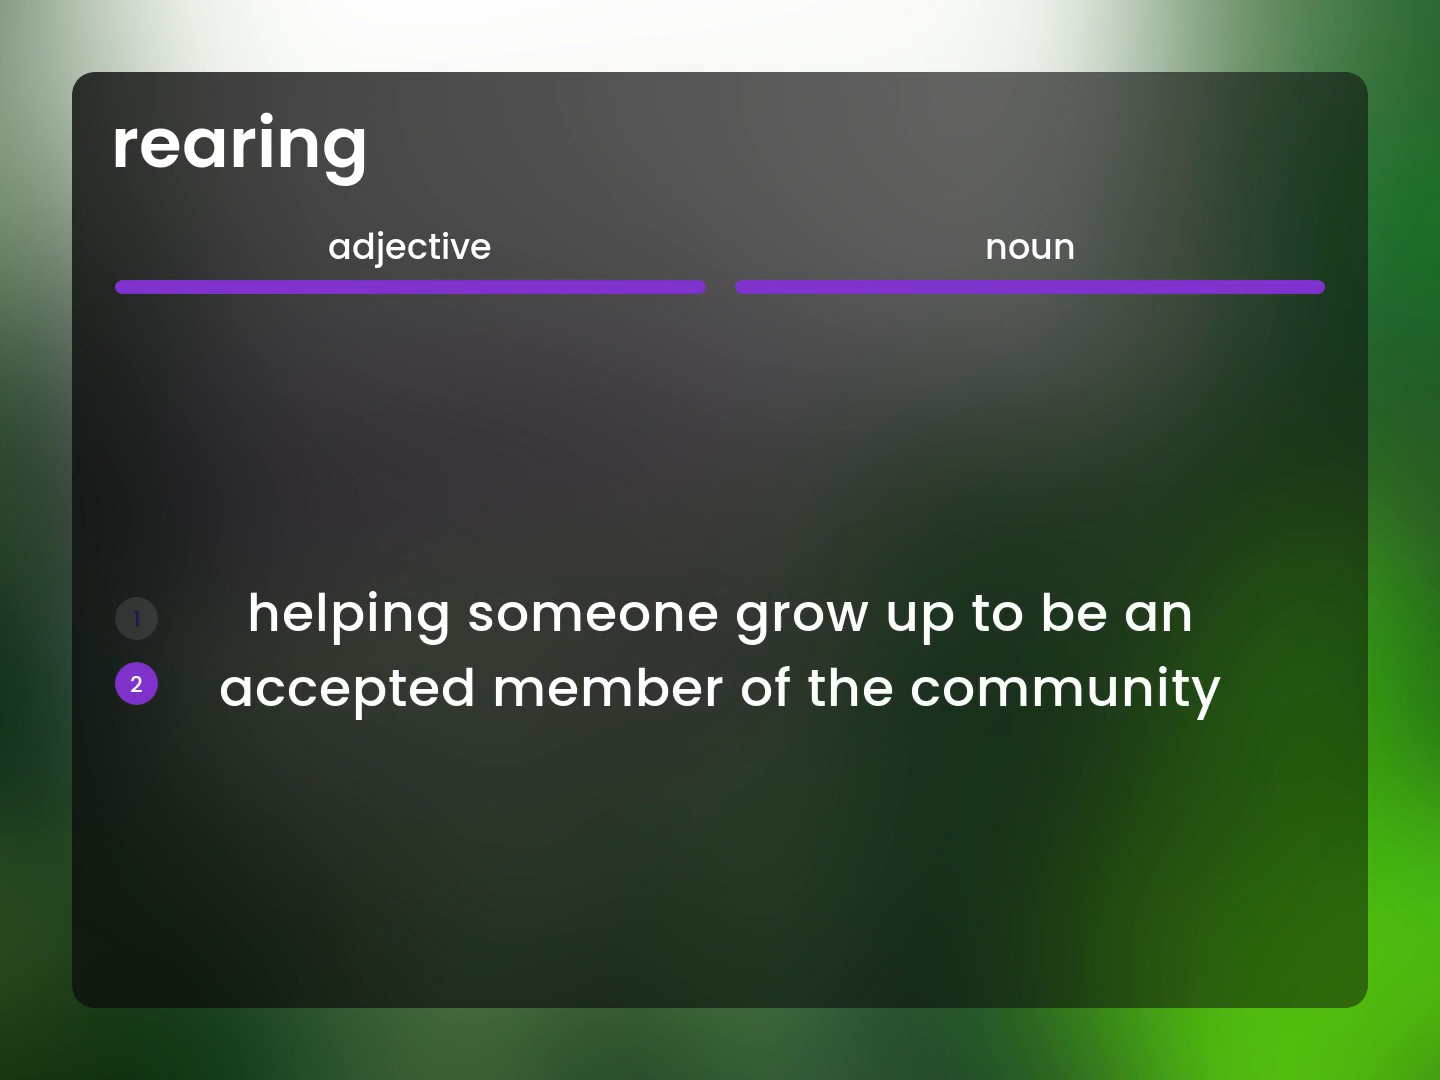 rearing
adjective
noun
1
helping someone grow up to be an
2
accepted member of the community